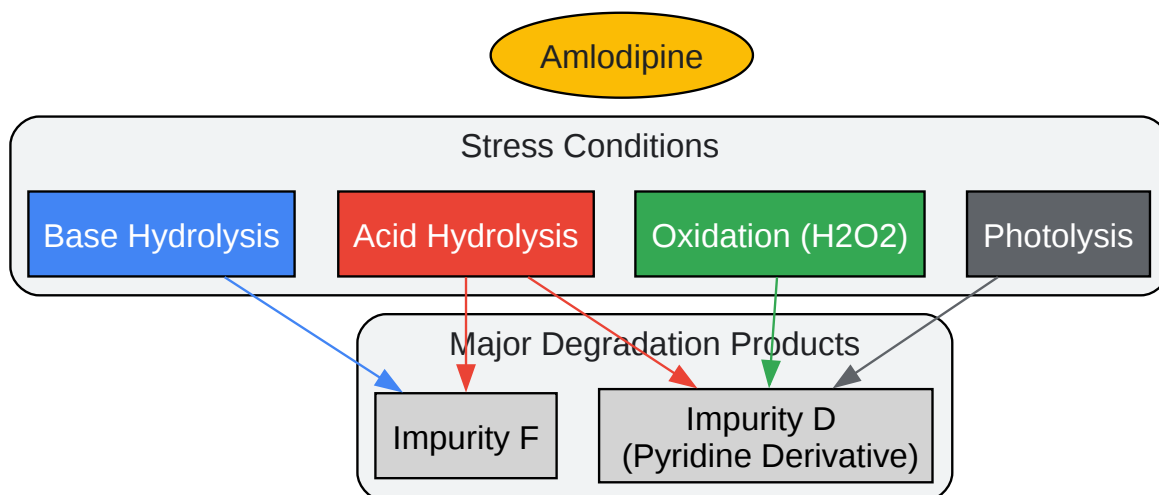 Amlodipine
Stress Conditions
Base Hydrolysis
Acid Hydrolysis
Oxidation (H2O2)
Photolysis
Major Degradation Products
Impurity F
Impurity D
(Pyridine Derivative)